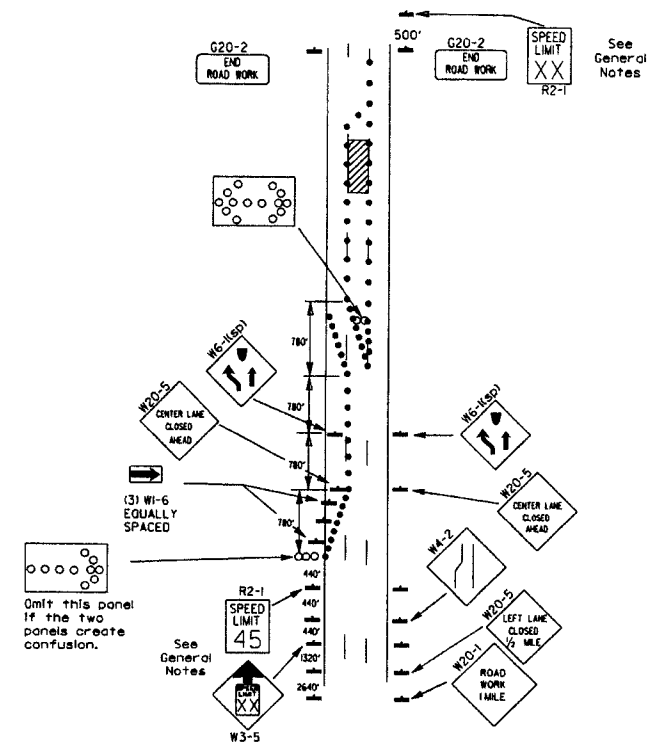 500'
SPEED
LIMIT
XX
R2-1
See
General
Notes
G20-2
END
ROAD WORK
G20-2
END
ROAD WORK
780'
W6-1(sp)
780'
W20-5
CENTER LANE
CLOSED
AHEAD
W6-1(sp)
780'
(3) W1-6
EQUALLY
SPACED
W20-5
CENTER LANE
CLOSED
AHEAD
780'
Omit this panel
if the two
panels create
confusion.
440'
R2-1
SPEED
LIMIT
45
440'
440'
1320'
2640'
W4-2
W20-5
LEFT LANE
CLOSED
1/2 MILE
W20-1
ROAD
WORK
1 MILE
See
General
Notes
SPEED
LIMIT
XX
W3-5